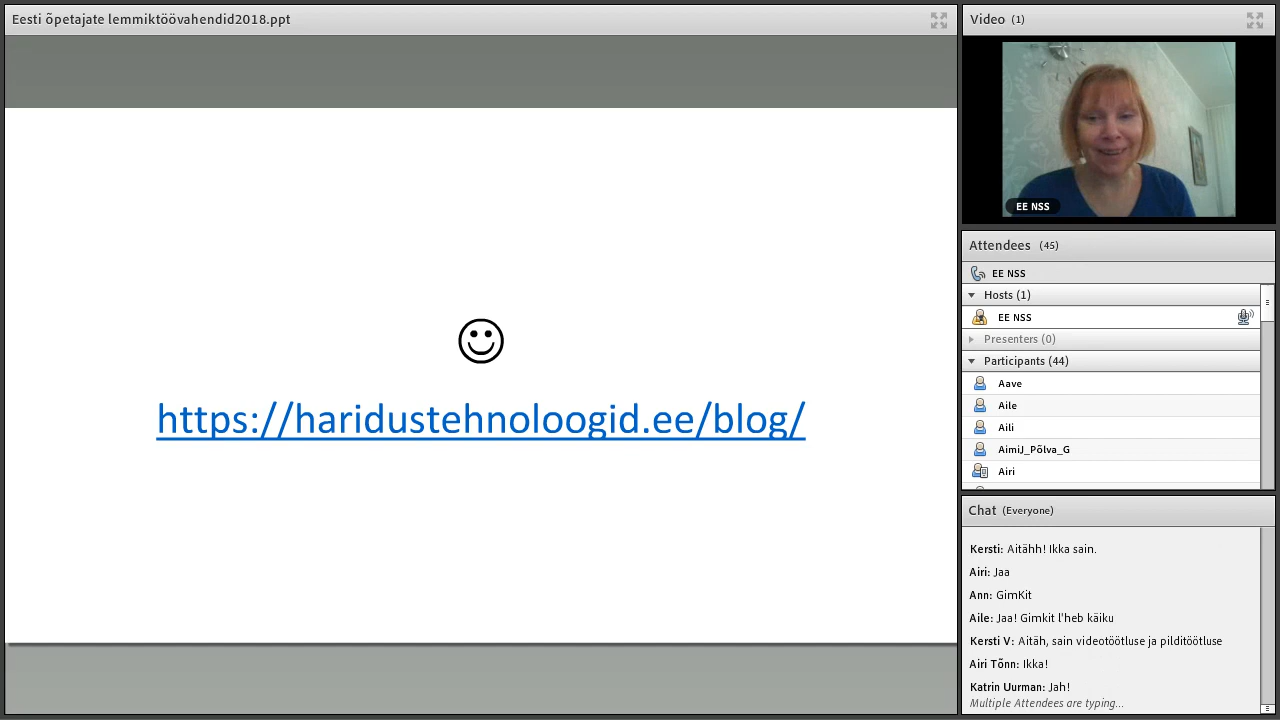 Eesti õpetajate lemmiktöövahendid2018.ppt
https://haridustehnoloogid.ee/blog/
Video (1)
EE NSS
Attendees (45)
EE NSS
Hosts (1)
EE NSS
Presenters (0)
Participants (44)
Aave
Aile
Aili
AimiJ_Põlva_G
Airi
Chat (Everyone)
Kersti: Aitähh! Ikka sain.
Airi: Jaa
Ann: GimKit
Aile: Jaa! Gimkit l'heb käiku
Kersti V: Aitäh, sain videotöötluse ja pilditöötluse
Airi Tõnn: Ikka!
Katrin Uurman: Jah!
Multiple Attendees are typing...